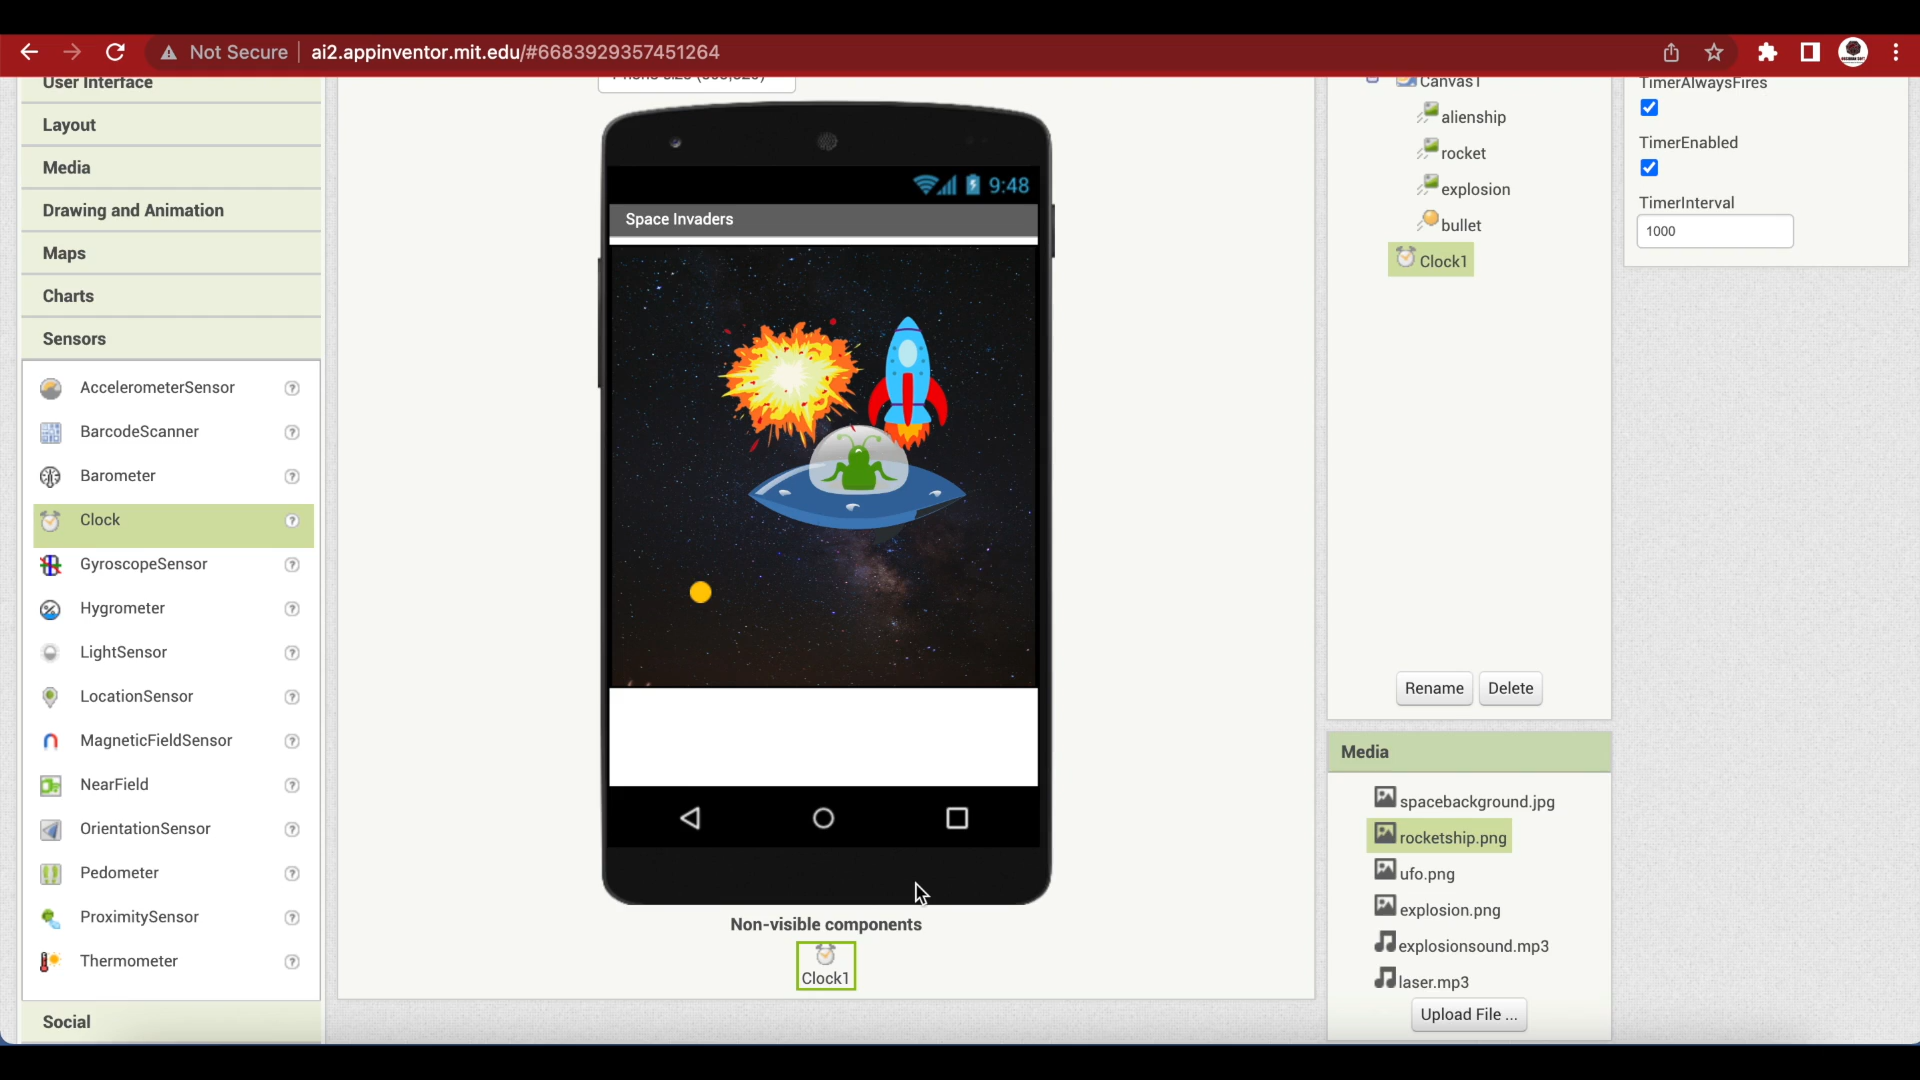 Not Secure
ai2.appinventor.mit.edu/#6683929357451264
User Interface
Layout
Media
Drawing and Animation
Maps
Charts
Sensors
AccelerometerSensor
BarcodeScanner
Barometer
Clock
GyroscopeSensor
Hygrometer
LightSensor
LocationSensor
MagneticFieldSensor
NearField
OrientationSensor
Pedometer
ProximitySensor
Thermometer
Social
9:48
Space Invaders
Non-visible components
Clock1
Canvas1
alienship
rocket
explosion
bullet
Clock1
Rename
Delete
Media
spacebackground.jpg
rocketship.png
ufo.png
explosion.png
explosionsound.mp3
laser.mp3
Upload File ...
TimerAlwaysFires
TimerEnabled
TimerInterval
1000